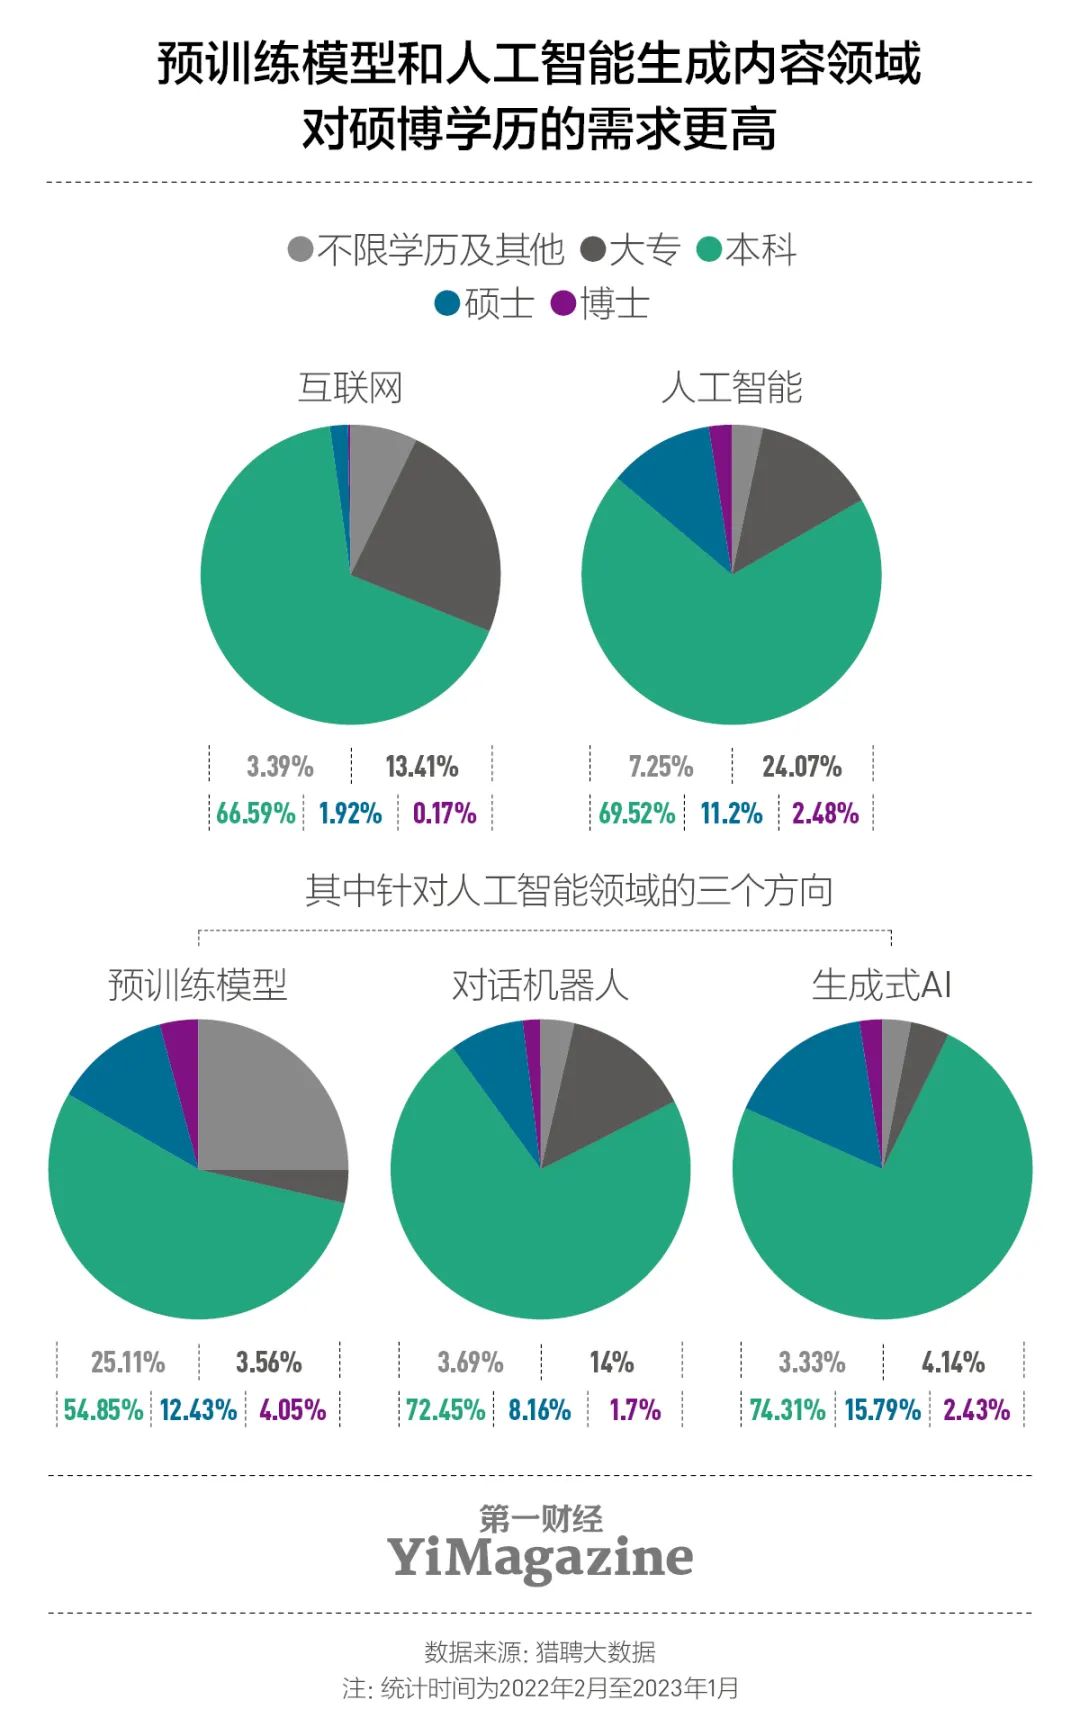 预训练模型和人工智能生成内容领域
对硕博学历的需求更高
不限学历及其他 大专 本科
硕士 博士
互联网 人工智能
3.39% 13.41% 7.25% 24.07%
66.59% 1.92% 0.17% 69.52% 11.2% 2.48%
其中针对人工智能领域的三个方向
预训练模型 对话机器人 生成式AI
25.11% 3.56% 3.69% 14% 3.33% 4.14%
54.85% 12.43% 4.05% 72.45% 8.16% 1.7% 74.31% 15.79% 2.43%
第一财经
YiMagazine
数据来源: 猎聘大数据
注: 统计时间为2022年2月至2023年1月